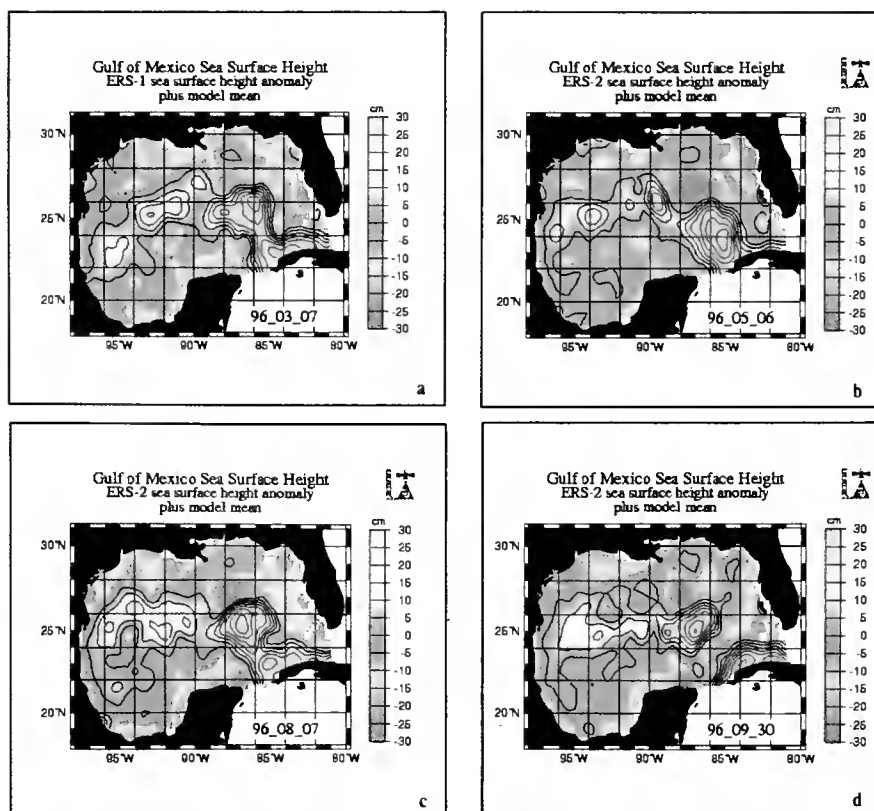 Gulf of Mexico Sea Surface Height
ERS-1 sea surface height anomaly
plus model mean
cm
30
25
20
15
10
5
0
-5
-10
-15
-20
-25
-30
30°N
25°N
20°N
96_03_07
95°W
90°W
85°W
80°W
a
Gulf of Mexico Sea Surface Height
ERS-2 sea surface height anomaly
plus model mean
cm
30
25
20
15
10
5
0
-5
-10
-15
-20
-25
-30
30°N
25°N
20°N
96_05_06
95°W
90°W
85°W
80°W
b
Gulf of Mexico Sea Surface Height
ERS-2 sea surface height anomaly
plus model mean
cm
30
25
20
15
10
5
0
-5
-10
-15
-20
-25
-30
30°N
25°N
20°N
96_08_07
95°W
90°W
85°W
80°W
c
Gulf of Mexico Sea Surface Height
ERS-2 sea surface height anomaly
plus model mean
cm
30
25
20
15
10
5
0
-5
-10
-15
-20
-25
-30
30°N
25°N
20°N
96_09_30
95°W
90°W
85°W
80°W
d